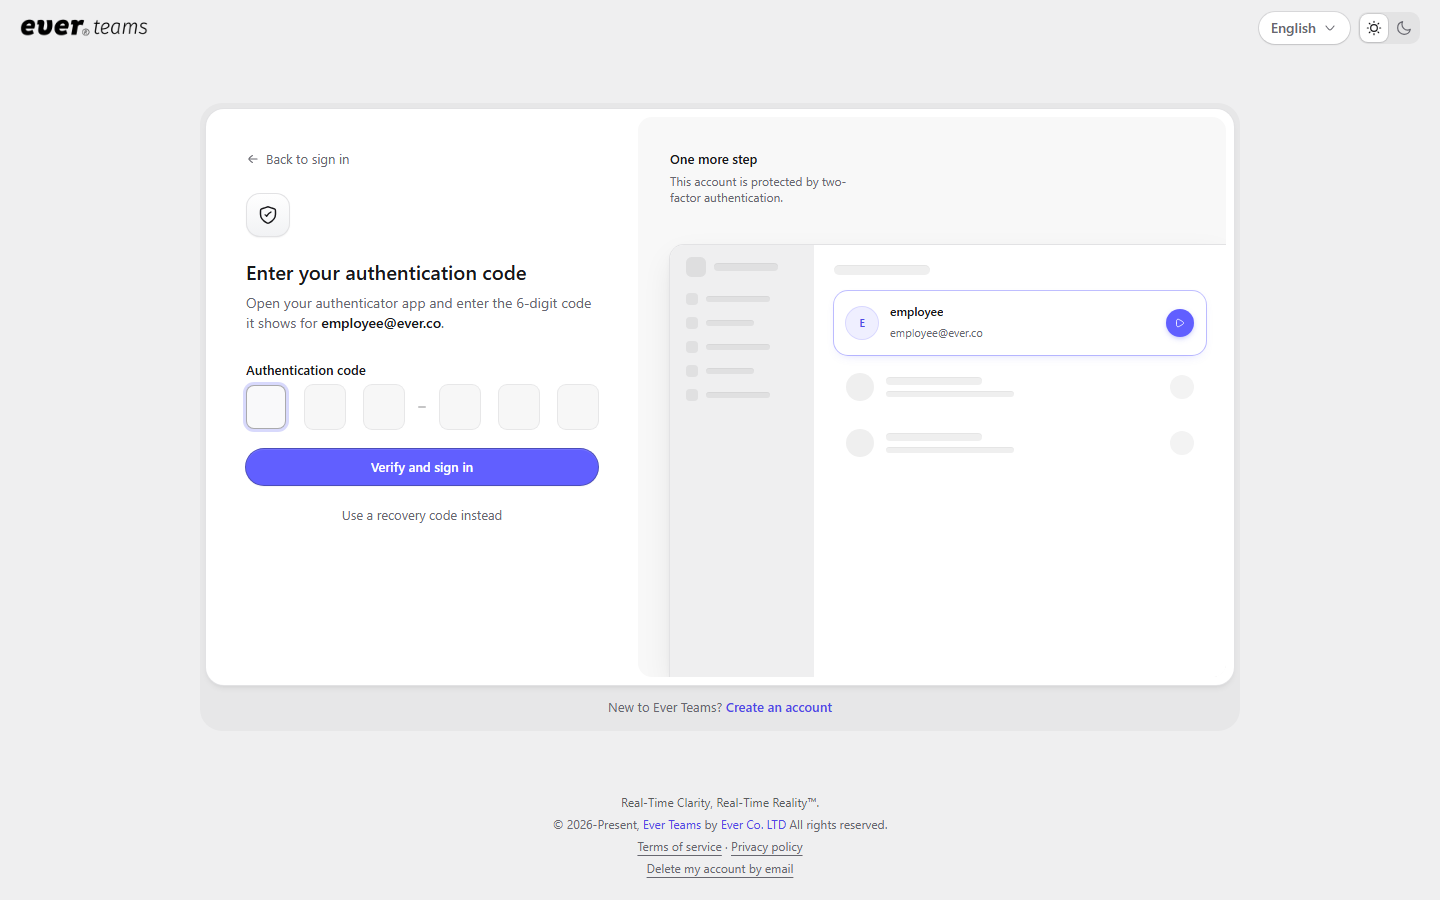 ever® teams
English
Back to sign in
Enter your authentication code
Open your authenticator app and enter the 6-digit code
it shows for employee@ever.co.
Authentication code
–
Verify and sign in
Use a recovery code instead
One more step
This account is protected by two-
factor authentication.
E
employee
employee@ever.co
New to Ever Teams? Create an account
Real-Time Clarity, Real-Time Reality™.
© 2026-Present, Ever Teams by Ever Co. LTD All rights reserved.
Terms of service · Privacy policy
Delete my account by email